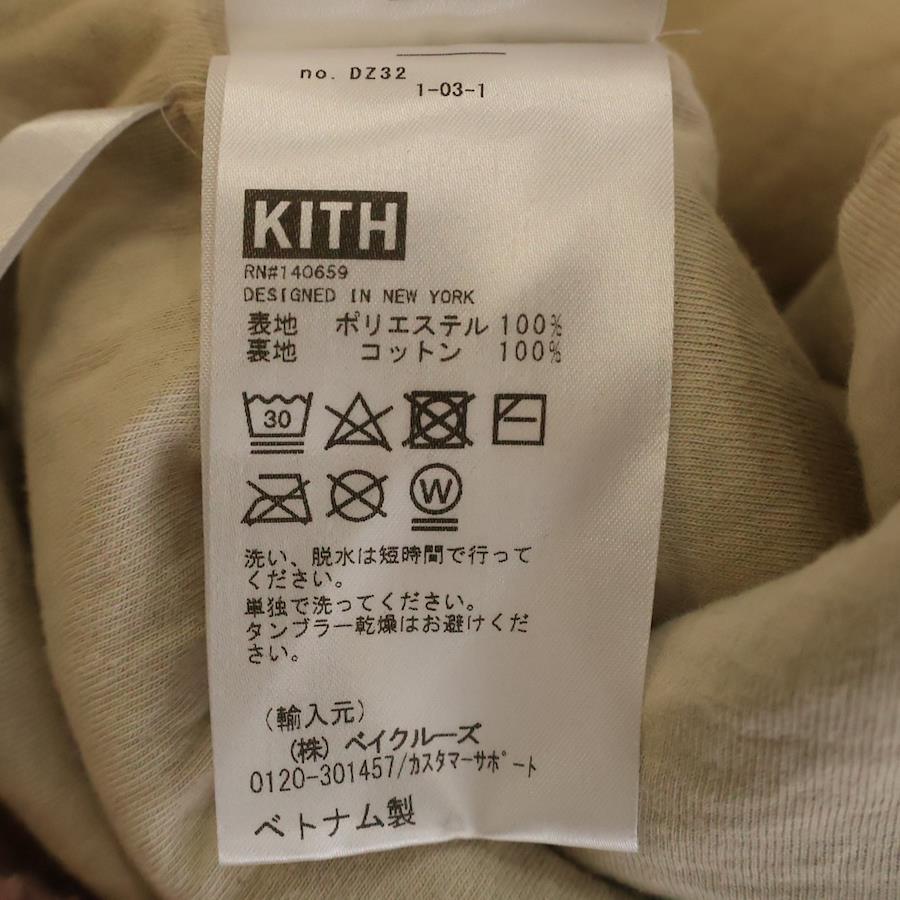 no. DZ32
1-03-1
KITH
RN#140659
DESIGNED IN NEW YORK
表地 ポリエステル 100%
裏地 コットン 100%
30
W
洗い、脱水は短時間で行って
ください。
単独で洗ってください。
タンブラー乾燥はお避けくだ
さい。
(輸入元)
(株) ベイクルーズ
0120-301457/カスタマーサポート
ベトナム製